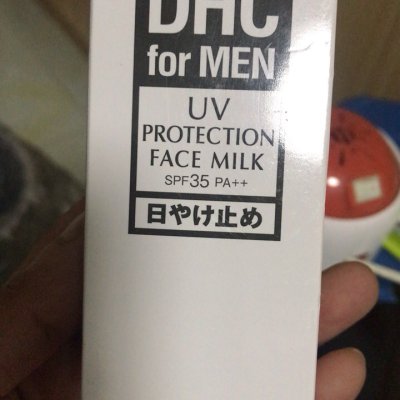 DHC
for MEN
UV
PROTECTION
FACE MILK
SPF35 PA++
日やけ止め